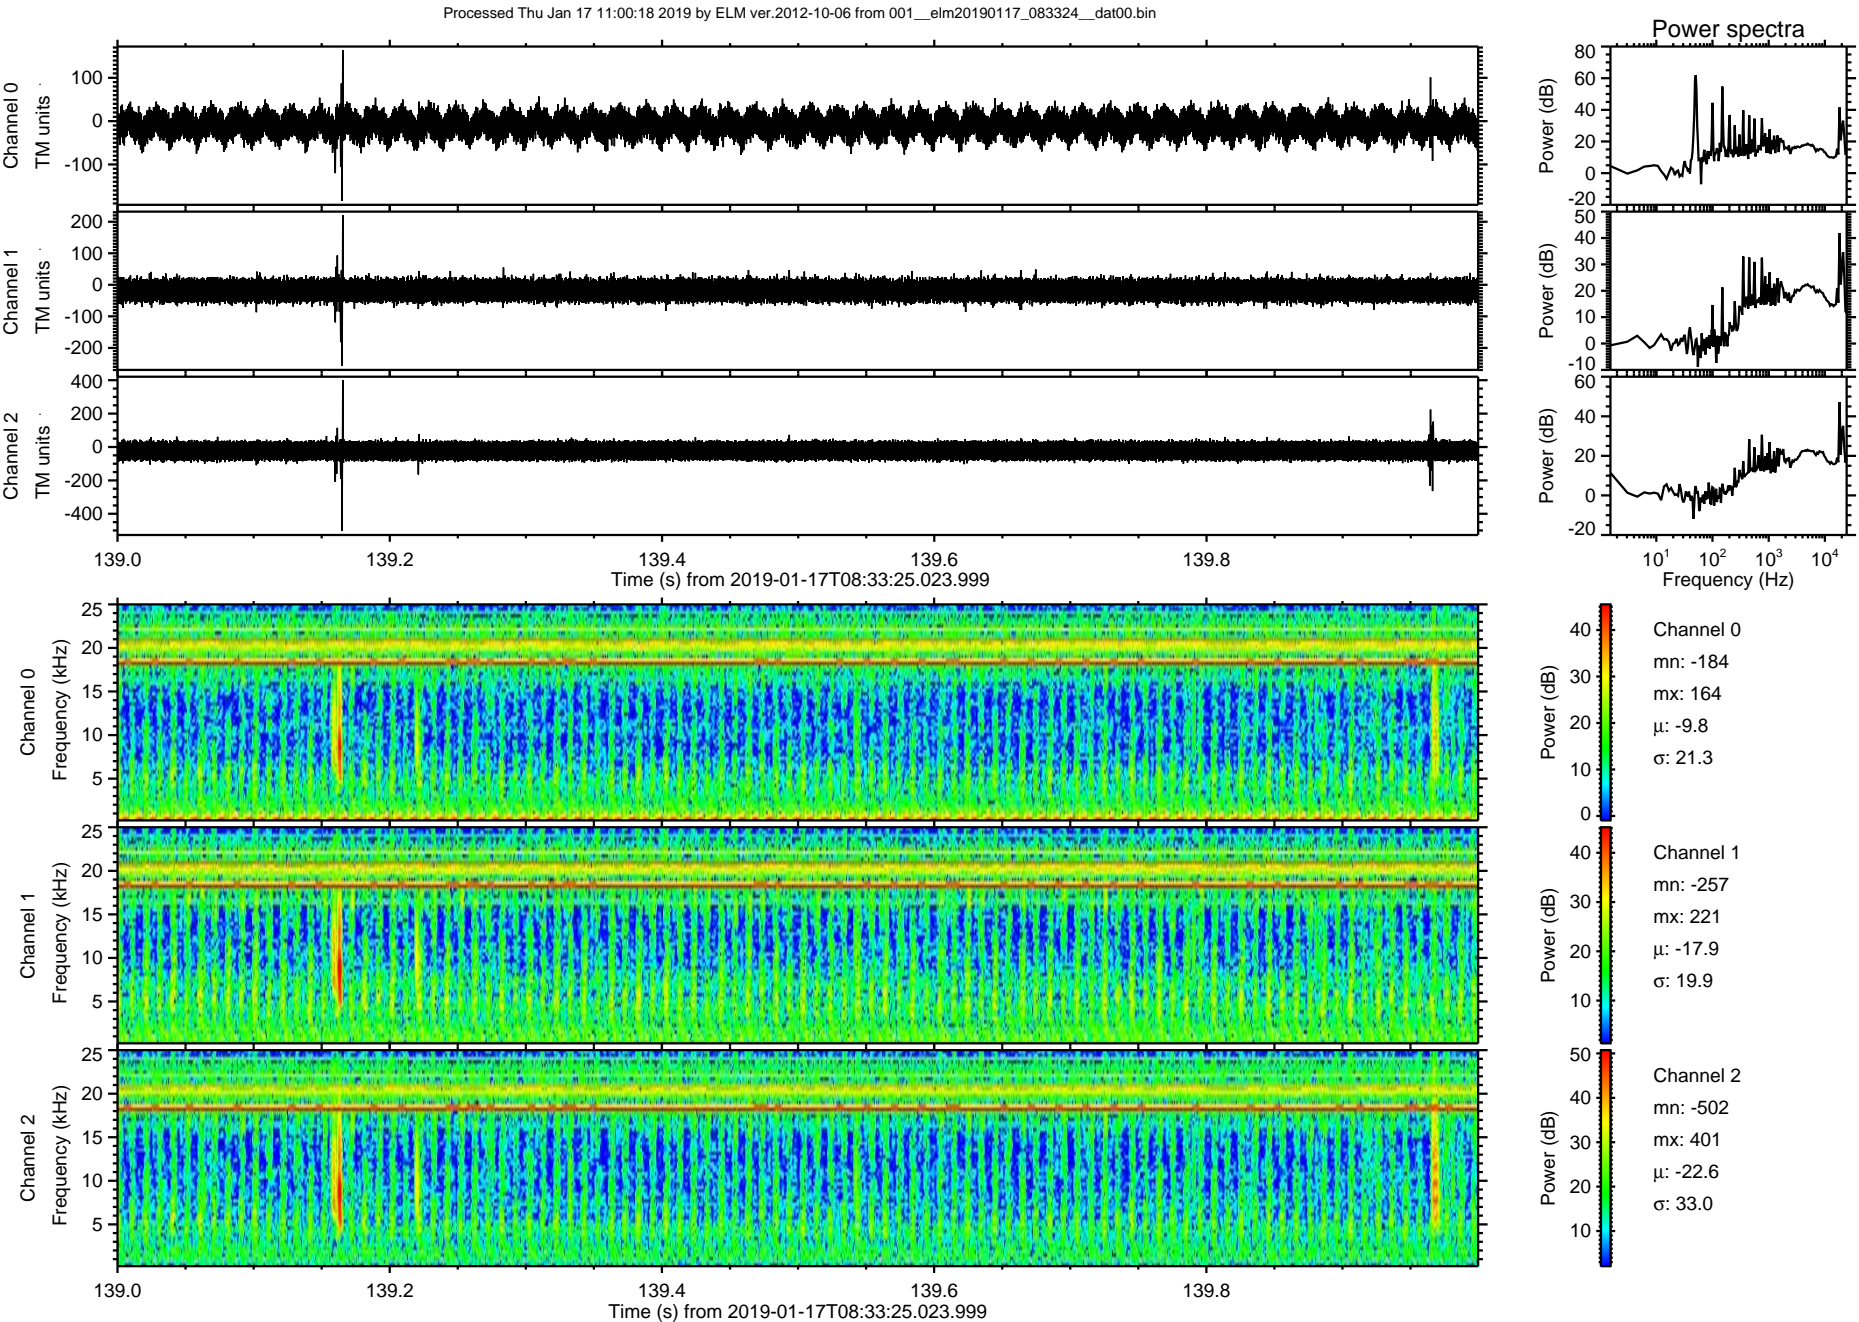 Processed Thu Jan 17 11:00:18 2019 by ELM ver.2012-10-06 from 001__elm20190117_083324__dat00.bin
Power spectra
Channel 0
TM units
100
0
-100
Power (dB)
80
60
40
20
0
-20
Channel 1
TM units
200
100
0
-100
-200
Power (dB)
50
40
30
20
10
0
-10
Channel 2
TM units
400
200
0
-200
-400
Power (dB)
60
40
20
0
-20
139.0
139.2
139.4
139.6
139.8
Time (s) from 2019-01-17T08:33:25.023.999
10^1
10^2
10^3
10^4
Frequency (Hz)
Channel 0
Frequency (kHz)
25
20
15
10
5
Power (dB)
40
30
20
10
0
Channel 0
mn: -184
mx: 164
μ: -9.8
σ: 21.3
Channel 1
Frequency (kHz)
25
20
15
10
5
Power (dB)
40
30
20
10
Channel 1
mn: -257
mx: 221
μ: -17.9
σ: 19.9
Channel 2
Frequency (kHz)
25
20
15
10
5
Power (dB)
50
40
30
20
10
Channel 2
mn: -502
mx: 401
μ: -22.6
σ: 33.0
139.0
139.2
139.4
139.6
139.8
Time (s) from 2019-01-17T08:33:25.023.999